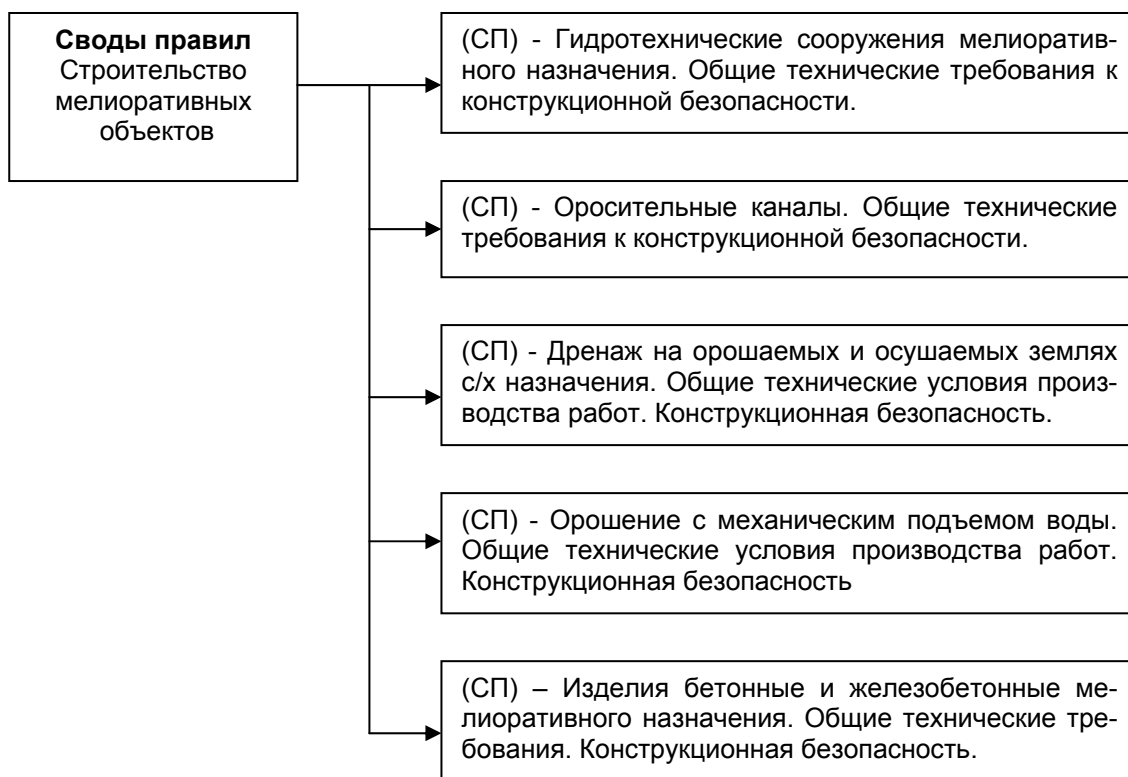 Своды правил
Строительство
мелиоративных
объектов
(СП) - Гидротехнические сооружения мелиоратив-
ного назначения. Общие технические требования к
конструкционной безопасности.
(СП) - Оросительные каналы. Общие технические
требования к конструкционной безопасности.
(СП) - Дренаж на орошаемых и осушаемых землях
с/х назначения. Общие технические условия произ-
водства работ. Конструкционная безопасность.
(СП) - Орошение с механическим подъемом воды.
Общие технические условия производства работ.
Конструкционная безопасность
(СП) – Изделия бетонные и железобетонные ме-
лиоративного назначения. Общие технические тре-
бования. Конструкционная безопасность.